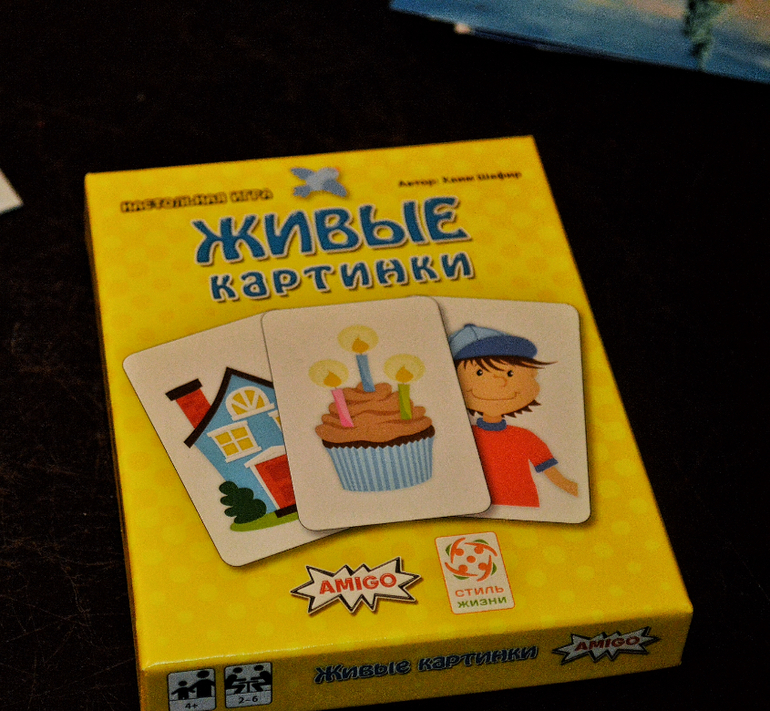 НАСТОЛЬНАЯ ИГРА
Автор: Хаим Шафир
ЖИВЫЕ
КАРТИНКИ
AMIGO
СТИЛЬ
ЖИЗНИ
Живые картинки
AMIGO
4+
2-6